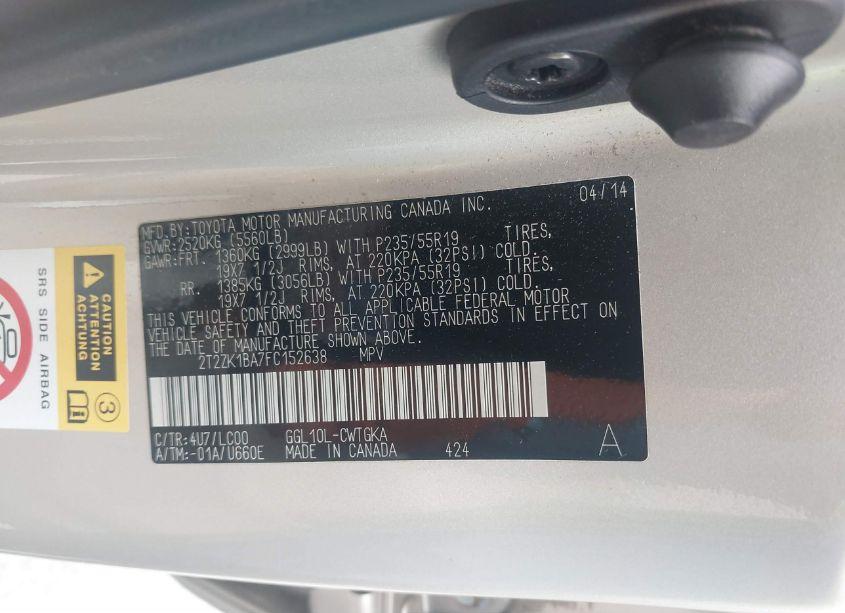 04/14
MFD.BY:TOYOTA MOTOR MANUFACTURING CANADA INC.
GVWR:2520KG (5560LB)
GAWR:FRT. 1360KG (2999LB) WITH P235/55R19 TIRES,
19X7 1/2J RIMS, AT 220KPA (32PSI) COLD.
RR. 1385KG (3056LB) WITH P235/55R19 TIRES,
19X7 1/2J RIMS, AT 220KPA (32PSI) COLD.
THIS VEHICLE CONFORMS TO ALL APPLICABLE FEDERAL MOTOR
VEHICLE SAFETY AND THEFT PREVENTION STANDARDS IN EFFECT ON
THE DATE OF MANUFACTURE SHOWN ABOVE.
2T2ZK1BA7FC152638 MPV
C/TR:4U7/LC00 GGL10L-CWTGKA
A/TM:-01A/U660E MADE IN CANADA 424 A
SRS SIDE AIRBAG
CAUTION
ATTENTION
ACHTUNG
3